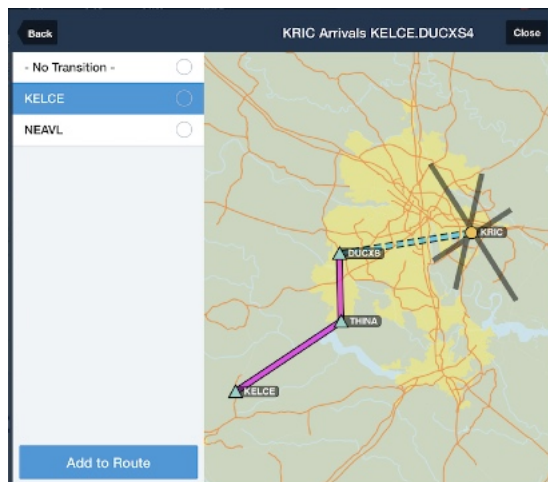 Back
KRIC Arrivals KELCE.DUCXS4
Close
- No Transition -
KELCE
NEAVL
KRIC
DUCXS
THINA
KELCE
Add to Route